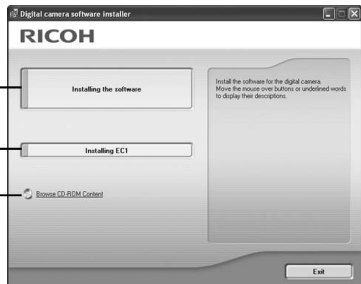 Digital camera software installer
RICOH
Installing the software
Install the software for the digital camera.
Move the mouse over buttons or underlined words
to display their descriptions.
Installing EC1
Browse CD-ROM Content
Exit